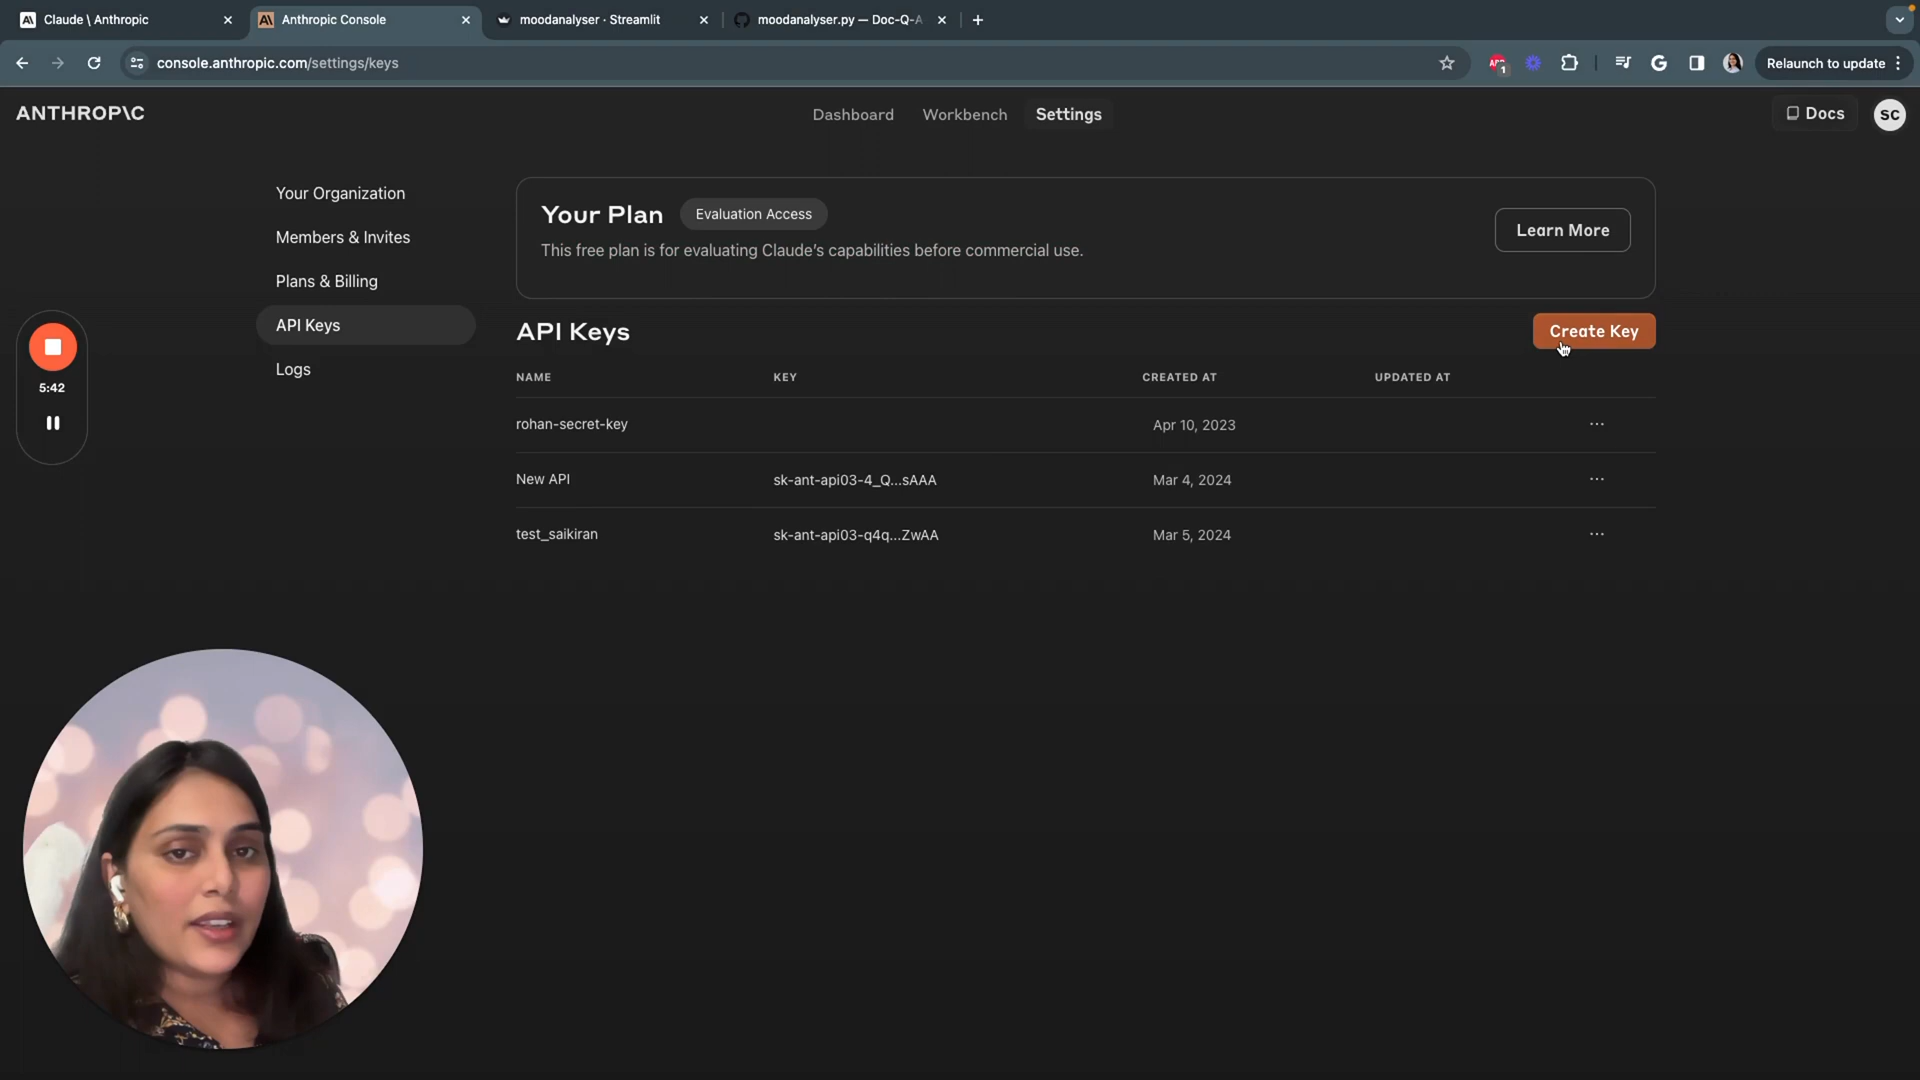 Claude \ Anthropic
Anthropic Console
moodanalyser · Streamlit
moodanalyser.py — Doc-Q-A
console.anthropic.com/settings/keys
1
Relaunch to update
ANTHROP\C
Dashboard
Workbench
Settings
Docs
SC
Your Organization
Members & Invites
Plans & Billing
API Keys
Logs
Your Plan
Evaluation Access
This free plan is for evaluating Claude's capabilities before commercial use.
Learn More
API Keys
Create Key
NAME KEY CREATED AT UPDATED AT
rohan-secret-key Apr 10, 2023 ...
New API sk-ant-api03-4_Q...sAAA Mar 4, 2024 ...
test_saikiran sk-ant-api03-q4q...ZwAA Mar 5, 2024 ...
5:42